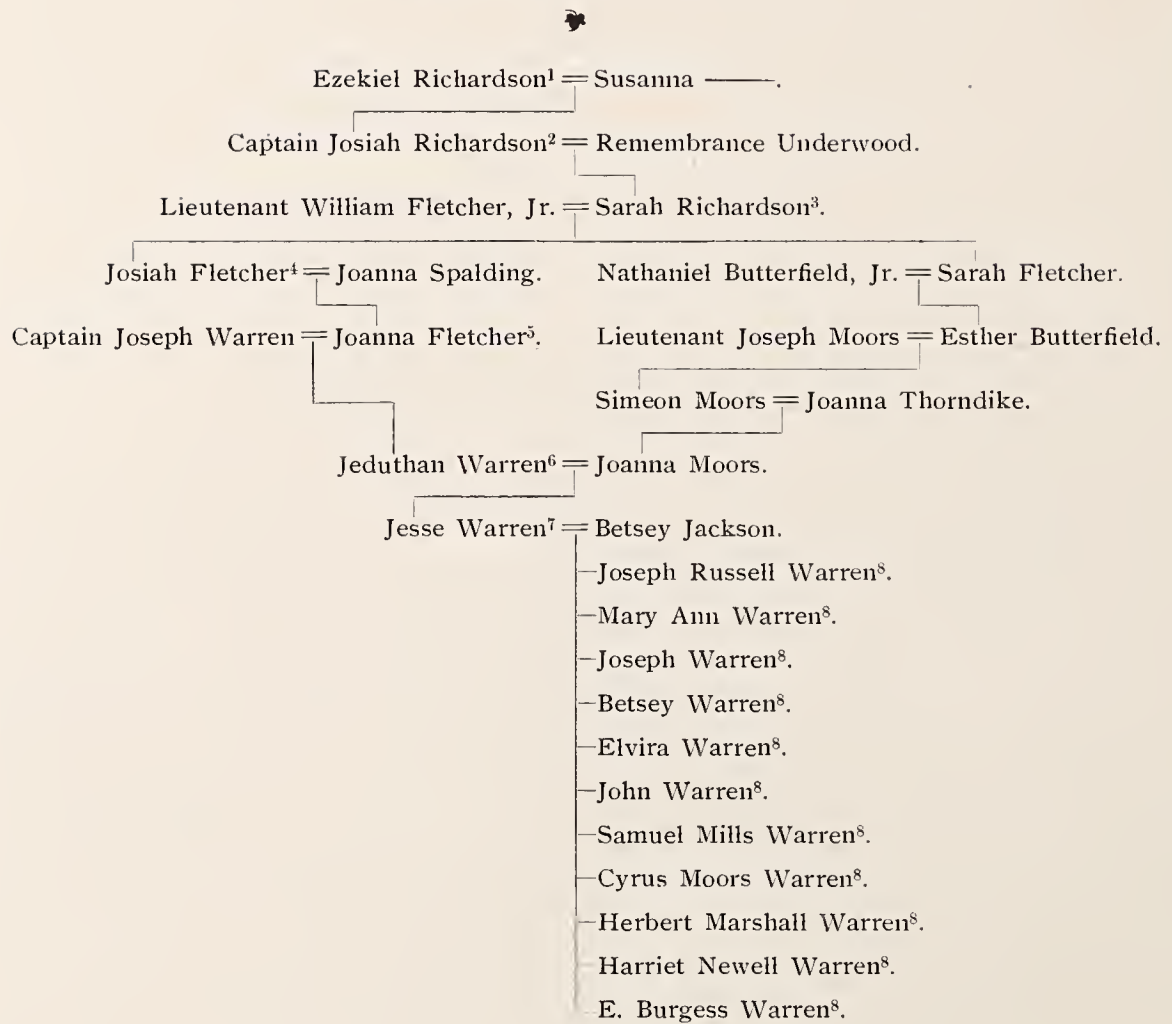 Ezekiel Richardson¹ = Susanna ——.
Captain Josiah Richardson² = Remembrance Underwood.
Lieutenant William Fletcher, Jr. = Sarah Richardson³.
Josiah Fletcher⁴ = Joanna Spalding. Nathaniel Butterfield, Jr. = Sarah Fletcher.
Captain Joseph Warren = Joanna Fletcher⁵. Lieutenant Joseph Moors = Esther Butterfield.
Simeon Moors = Joanna Thorndike.
Jeduthan Warren⁶ = Joanna Moors.
Jesse Warren⁷ = Betsey Jackson.
Joseph Russell Warren⁸.
Mary Ann Warren⁸.
Joseph Warren⁸.
Betsey Warren⁸.
Elvira Warren⁸.
John Warren⁸.
Samuel Mills Warren⁸.
Cyrus Moors Warren⁸.
Herbert Marshall Warren⁸.
Harriet Newell Warren⁸.
E. Burgess Warren⁸.